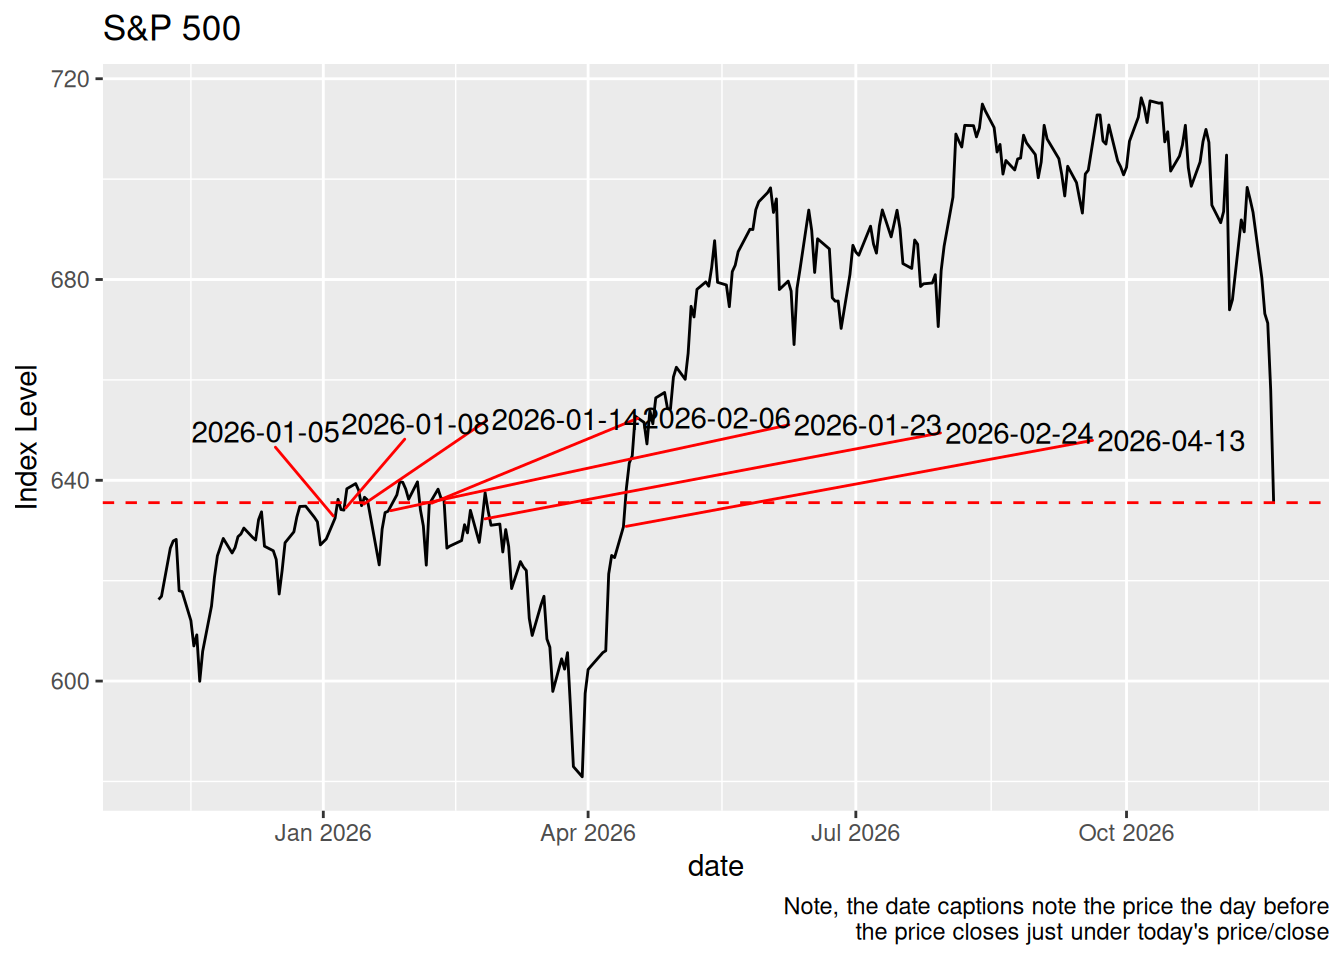 S&P 500
720
680
640
600
Index Level
2026-01-05
2026-01-08
2026-01-14
2026-02-06
2026-01-23
2026-02-24
2026-04-13
Jan 2026
Apr 2026
Jul 2026
Oct 2026
date
Note, the date captions note the price the day before
the price closes just under today's price/close